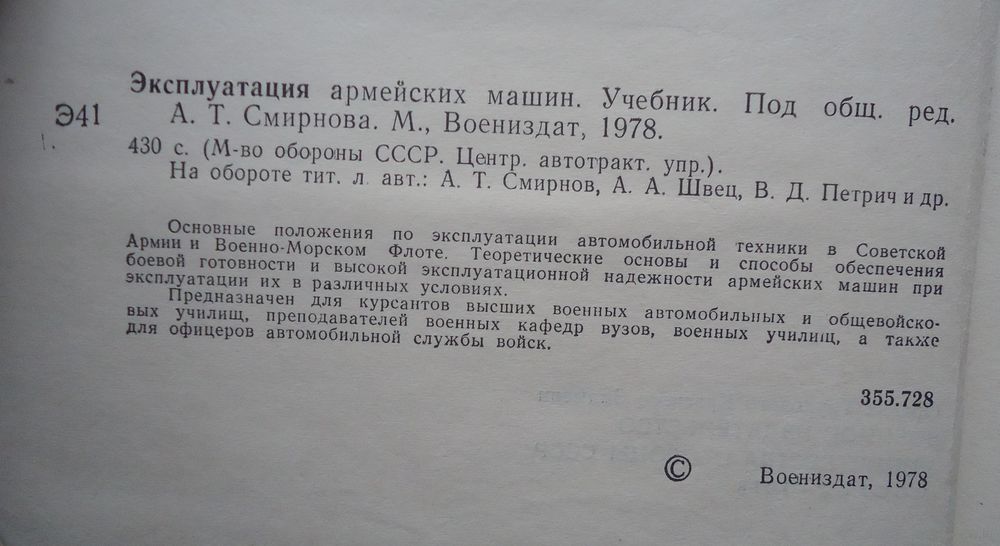 Эксплуатация армейских машин. Учебник. Под общ. ред.
Э41 А. Т. Смирнова. М., Воениздат, 1978.
430 с. (М-во обороны СССР. Центр. автотракт. упр.).
На обороте тит. л. авт.: А. Т. Смирнов, А. А. Швец, В. Д. Петрич и др.
Основные положения по эксплуатации автомобильной техники в Советской
Армии и Военно-Морском Флоте. Теоретические основы и способы обеспечения
боевой готовности и высокой эксплуатационной надежности армейских машин при
эксплуатации их в различных условиях.
Предназначен для курсантов высших военных автомобильных и общевойско-
вых училищ, преподавателей военных кафедр вузов, военных училищ, а также
для офицеров автомобильной службы войск.
355.728
© Воениздат, 1978